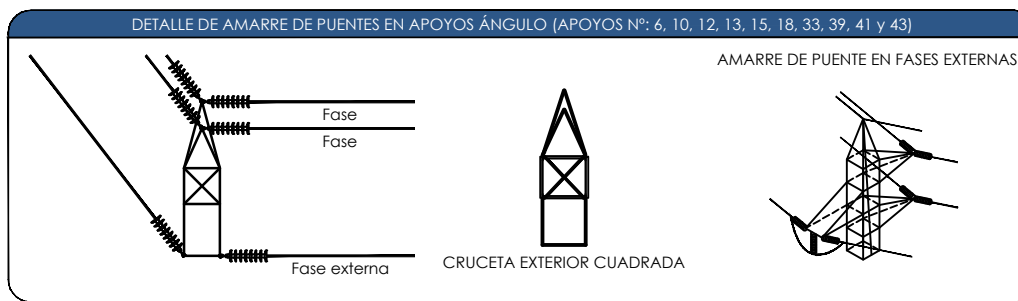 DETALLE DE AMARRE DE PUENTES EN APOYOS ÁNGULO (APOYOS Nº: 6, 10, 12, 13, 15, 18, 33, 39, 41 y 43)
AMARRE DE PUENTE EN FASES EXTERNAS
Fase
Fase
Fase externa
CRUCETA EXTERIOR CUADRADA